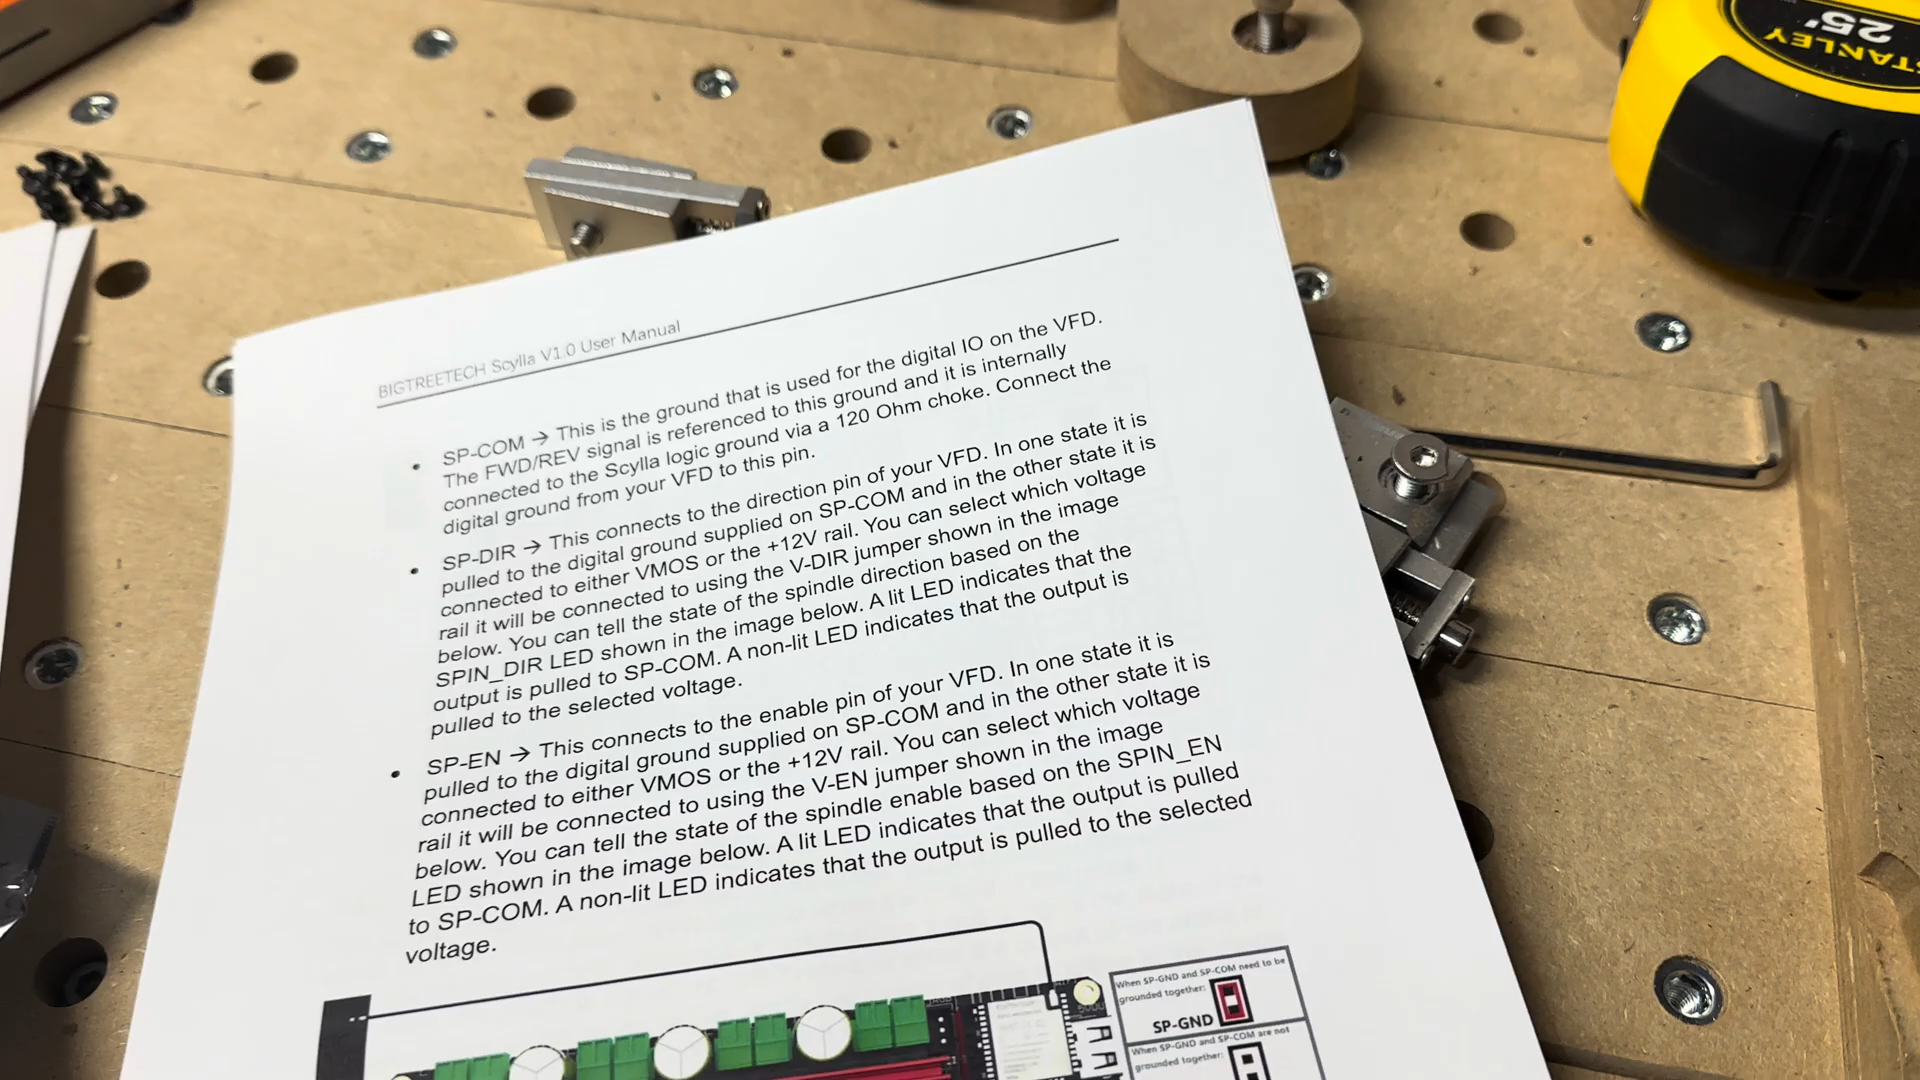 STANLEY
25'
BIGTREETECH Scylla V1.0 User Manual
• SP-COM → This is the ground that is used for the digital IO on the VFD.
The FWD/REV signal is referenced to this ground and it is internally
connected to the Scylla logic ground via a 120 Ohm choke. Connect the
digital ground from your VFD to this pin.
• SP-DIR → This connects to the direction pin of your VFD. In one state it is
pulled to the digital ground supplied on SP-COM and in the other state it is
connected to either VMOS or the +12V rail. You can select which voltage
rail it will be connected to using the V-DIR jumper shown in the image
below. You can tell the state of the spindle direction based on the
SPIN_DIR LED shown in the image below. A lit LED indicates that the
output is pulled to SP-COM. A non-lit LED indicates that the output is
pulled to the selected voltage.
• SP-EN → This connects to the enable pin of your VFD. In one state it is
pulled to the digital ground supplied on SP-COM and in the other state it is
connected to either VMOS or the +12V rail. You can select which voltage
rail it will be connected to using the V-EN jumper shown in the image
below. You can tell the state of the spindle enable based on the SPIN_EN
LED shown in the image below. A lit LED indicates that the output is pulled
to SP-COM. A non-lit LED indicates that the output is pulled to the selected
voltage.
When SP-GND and SP-COM need to be
grounded together:
SP-GND
When SP-GND and SP-COM are not
grounded together: